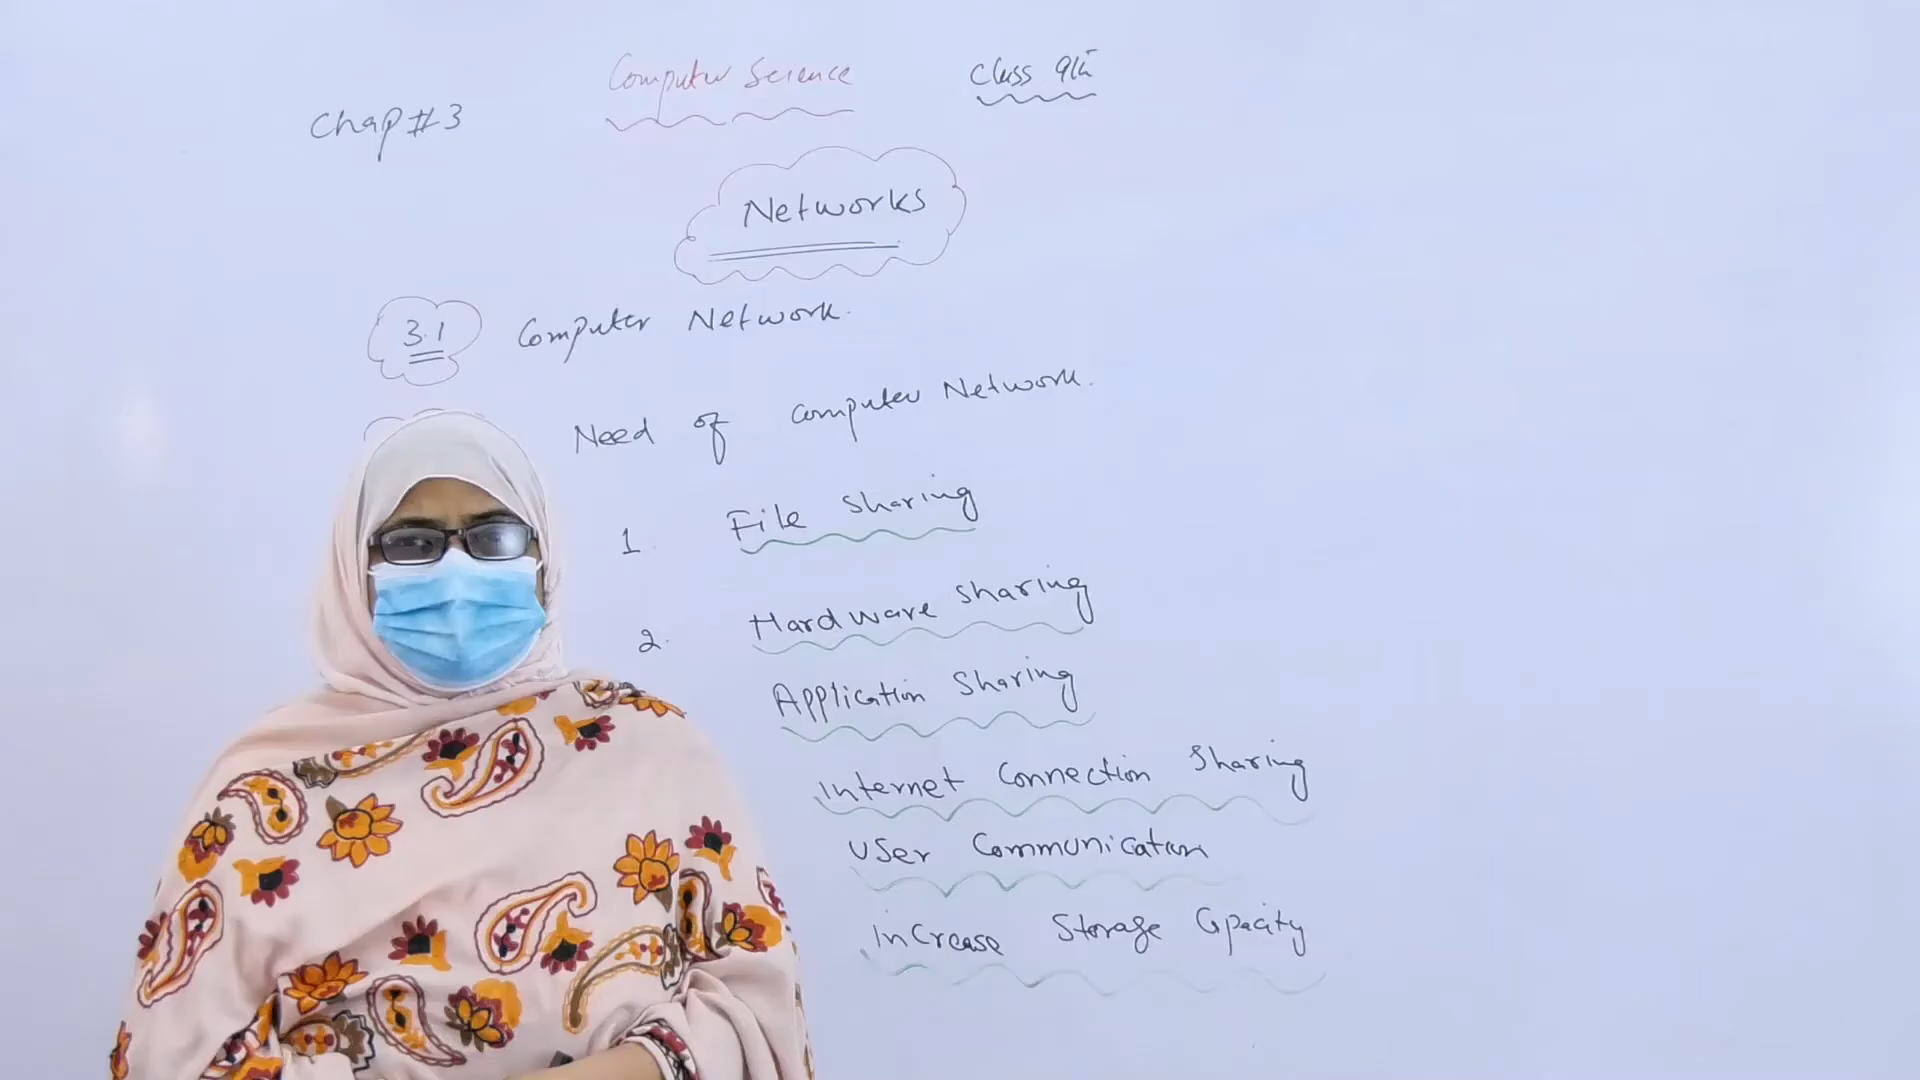 Computer Science Class 9th
Chap#3
Networks
3.1 Computer Network.
Need of Computer Network.
1. File Sharing
2. Hardware Sharing
Application Sharing
Internet Connection Sharing
User Communication
Increase Storage Cpacity